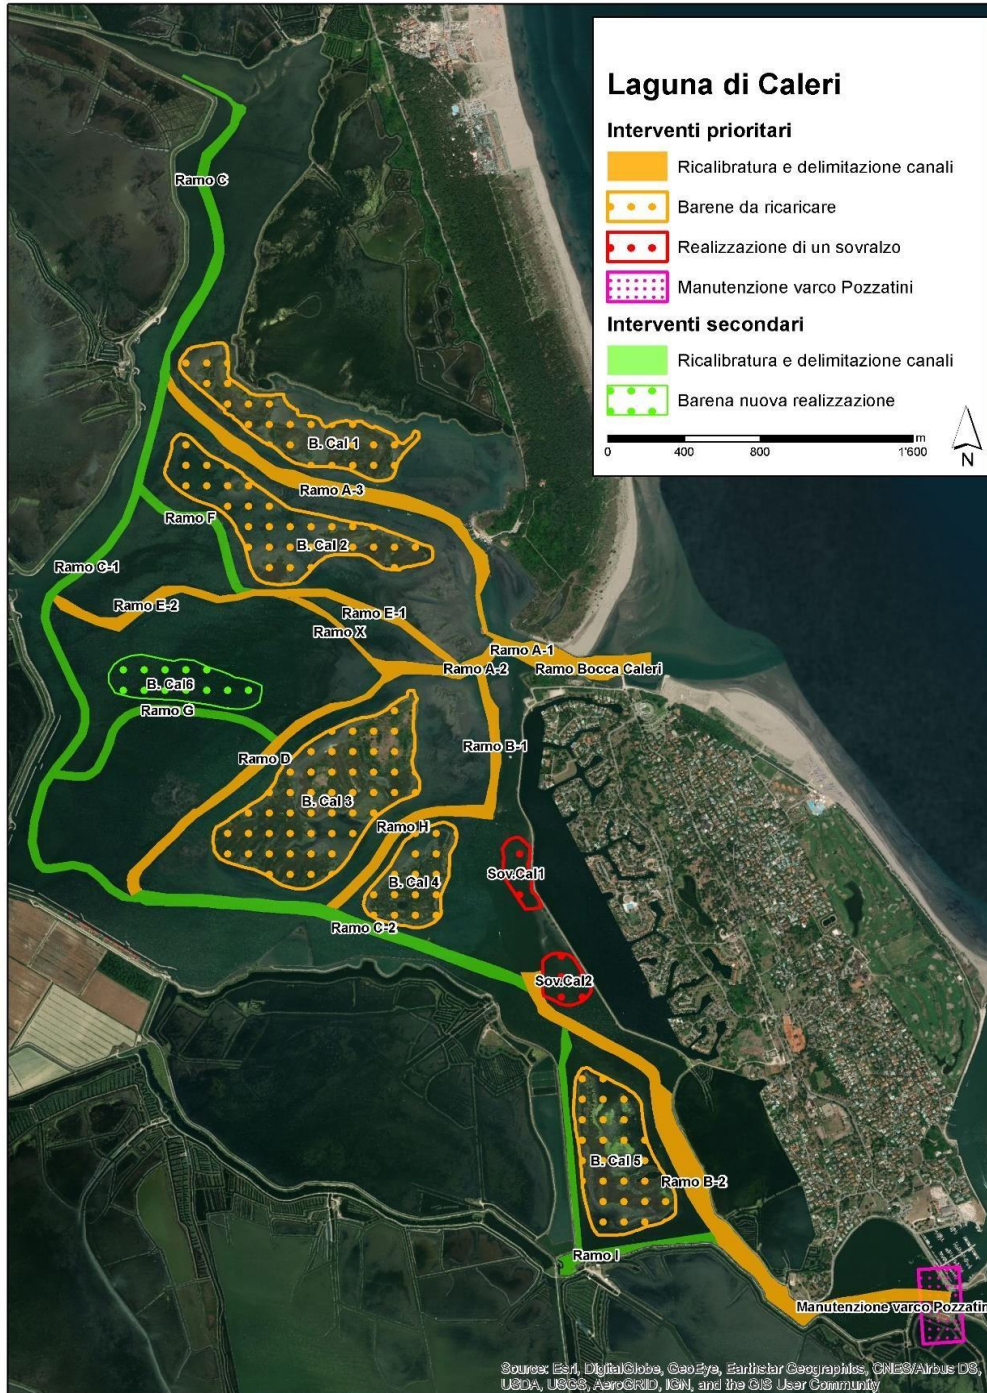 Laguna di Caleri
Interventi prioritari
Ricalibratura e delimitazione canali
Barene da ricaricare
Realizzazione di un sovralzo
Manutenzione varco Pozzatini
Interventi secondari
Ricalibratura e delimitazione canali
Barena nuova realizzazione
m
0 400 800 1'600
N
Ramo C
B. Cal 1
Ramo A-3
Ramo F
B. Cal 2
Ramo C-1
Ramo E-2
Ramo E-1
Ramo X
Ramo A-1
Ramo A-2
Ramo Bocca Caleri
B. Cal6
Ramo G
Ramo B-1
Ramo D
B. Cal 3
Ramo H
Sov.Cal1
B. Cal 4
Ramo C-2
Sov.Cal2
B. Cal 5
Ramo B-2
Ramo I
Manutenzione varco Pozzatini
Source: Esri, DigitalGlobe, GeoEye, Earthstar Geographics, CNES/Airbus DS,
USDA, USGS, AeroGRID, IGN, and the GIS User Community